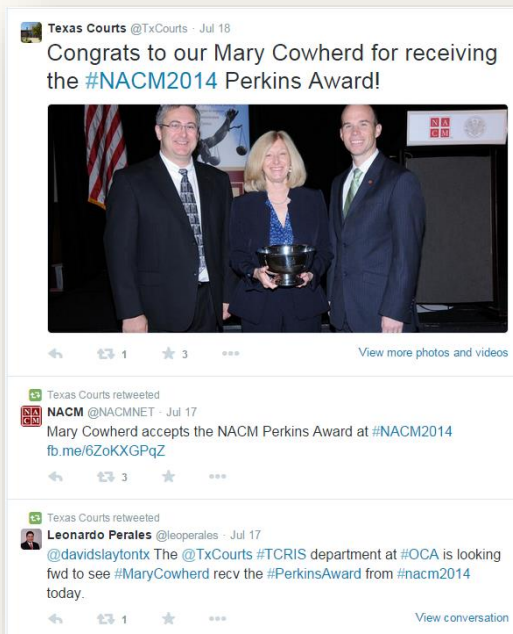 Texas Courts @TxCourts · Jul 18
Congrats to our Mary Cowherd for receiving
the #NACM2014 Perkins Award!
NA
CM
1
3
View more photos and videos
Texas Courts retweeted
NA
CM
NACM @NACMNET · Jul 17
Mary Cowherd accepts the NACM Perkins Award at #NACM2014
fb.me/6ZoKXGPqZ
3
Texas Courts retweeted
Leonardo Perales @leoperales · Jul 17
@davidslaytontx The @TxCourts #TCRIS department at #OCA is looking
fwd to see #MaryCowherd recv the #PerkinsAward from #nacm2014
today.
1
View conversation